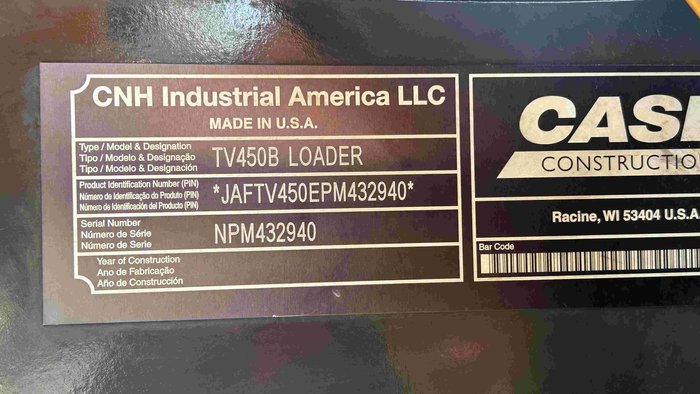 CNH Industrial America LLC
MADE IN U.S.A.
Type / Model & Designation
Tipo / Modelo & Designação
Tipo / Modelo & Designación
TV450B LOADER
Product Identification Number (PIN)
Número de Identificação do Produto (PIN)
Número de Identificación del Producto (PIN)
*JAFTV450EPM432940*
Serial Number
Número de Série
Número de Serie
NPM432940
Year of Construction
Ano de Fabricação
Año de Construcción
CASE
CONSTRUCTIO
Racine, WI 53404 U.S.A
Bar Code